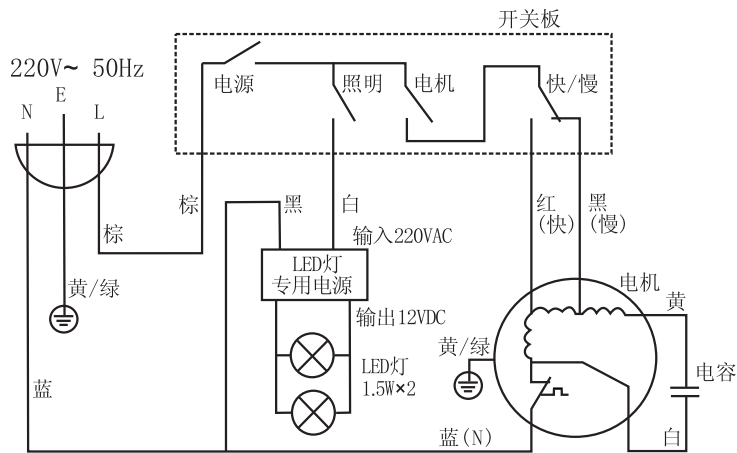 开关板
220V~ 50Hz
N
E
L
电源
照明
电机
快/慢
棕
棕
黑
白
红
(快)
黑
(慢)
输入220VAC
LED灯
专用电源
黄/绿
输出12VDC
电机
黄
黄/绿
LED灯
1.5W×2
电容
蓝
蓝(N)
白